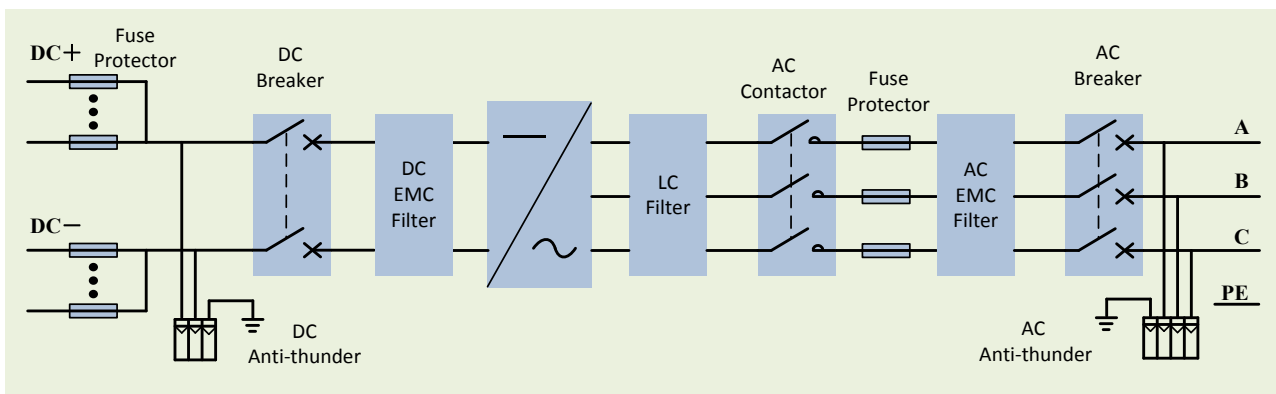 DC+
Fuse
Protector
DC
Breaker
AC
Contactor
Fuse
Protector
AC
Breaker
DC
EMC
Filter
LC
Filter
AC
EMC
Filter
A
B
C
DC−
PE
DC
Anti-thunder
AC
Anti-thunder